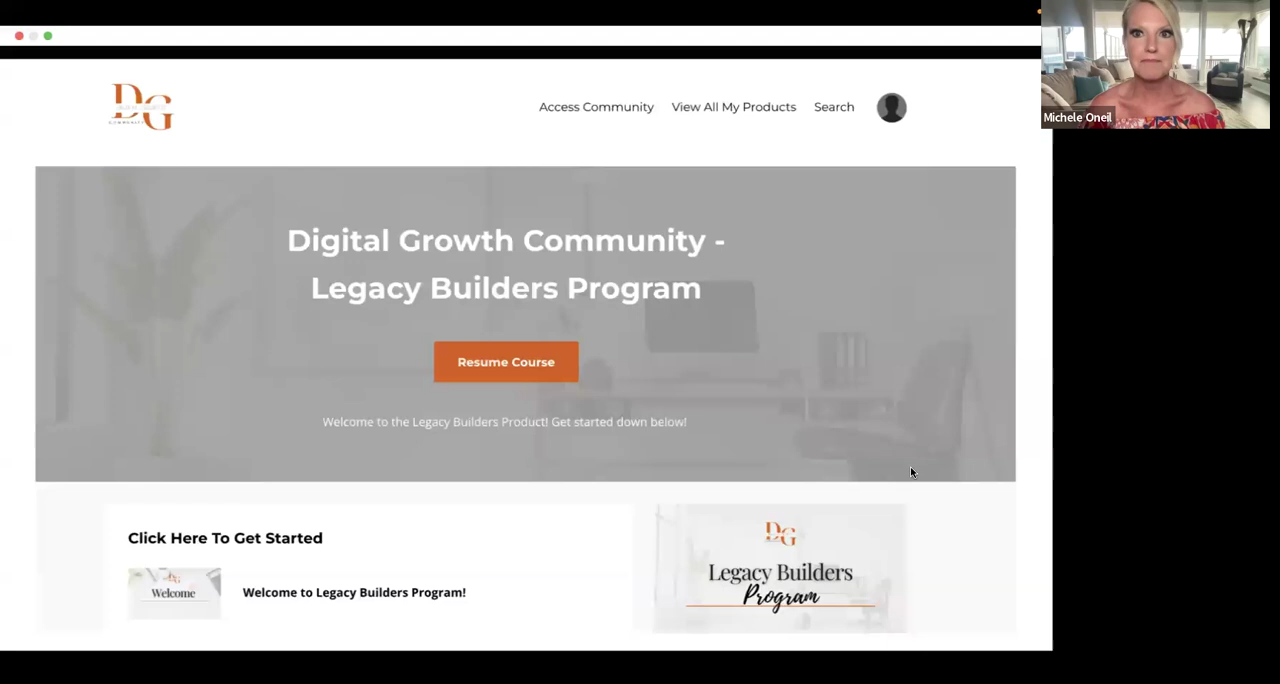 DG
COMMUNITY
Access Community
View All My Products
Search
Michele Oneil
Digital Growth Community -
Legacy Builders Program
Resume Course
Welcome to the Legacy Builders Product! Get started down below!
Click Here To Get Started
DG
Welcome
Welcome to Legacy Builders Program!
DG
Legacy Builders
Program